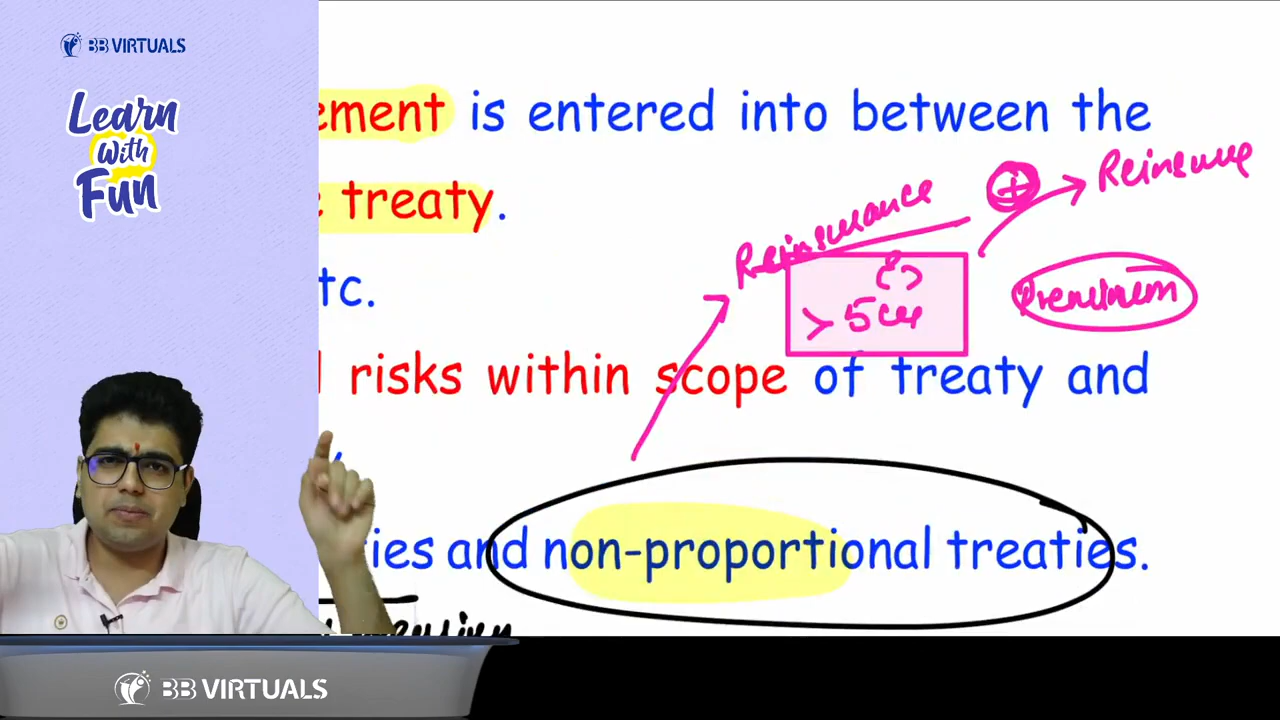 BB VIRTUALS
Learn
With
Fun
ement is entered into between the
e treaty.
tc.
risks within scope of treaty and
ies and non-proportional treaties.
Reinsurance
+
Reinsure
> 5cr
Premium
BB VIRTUALS